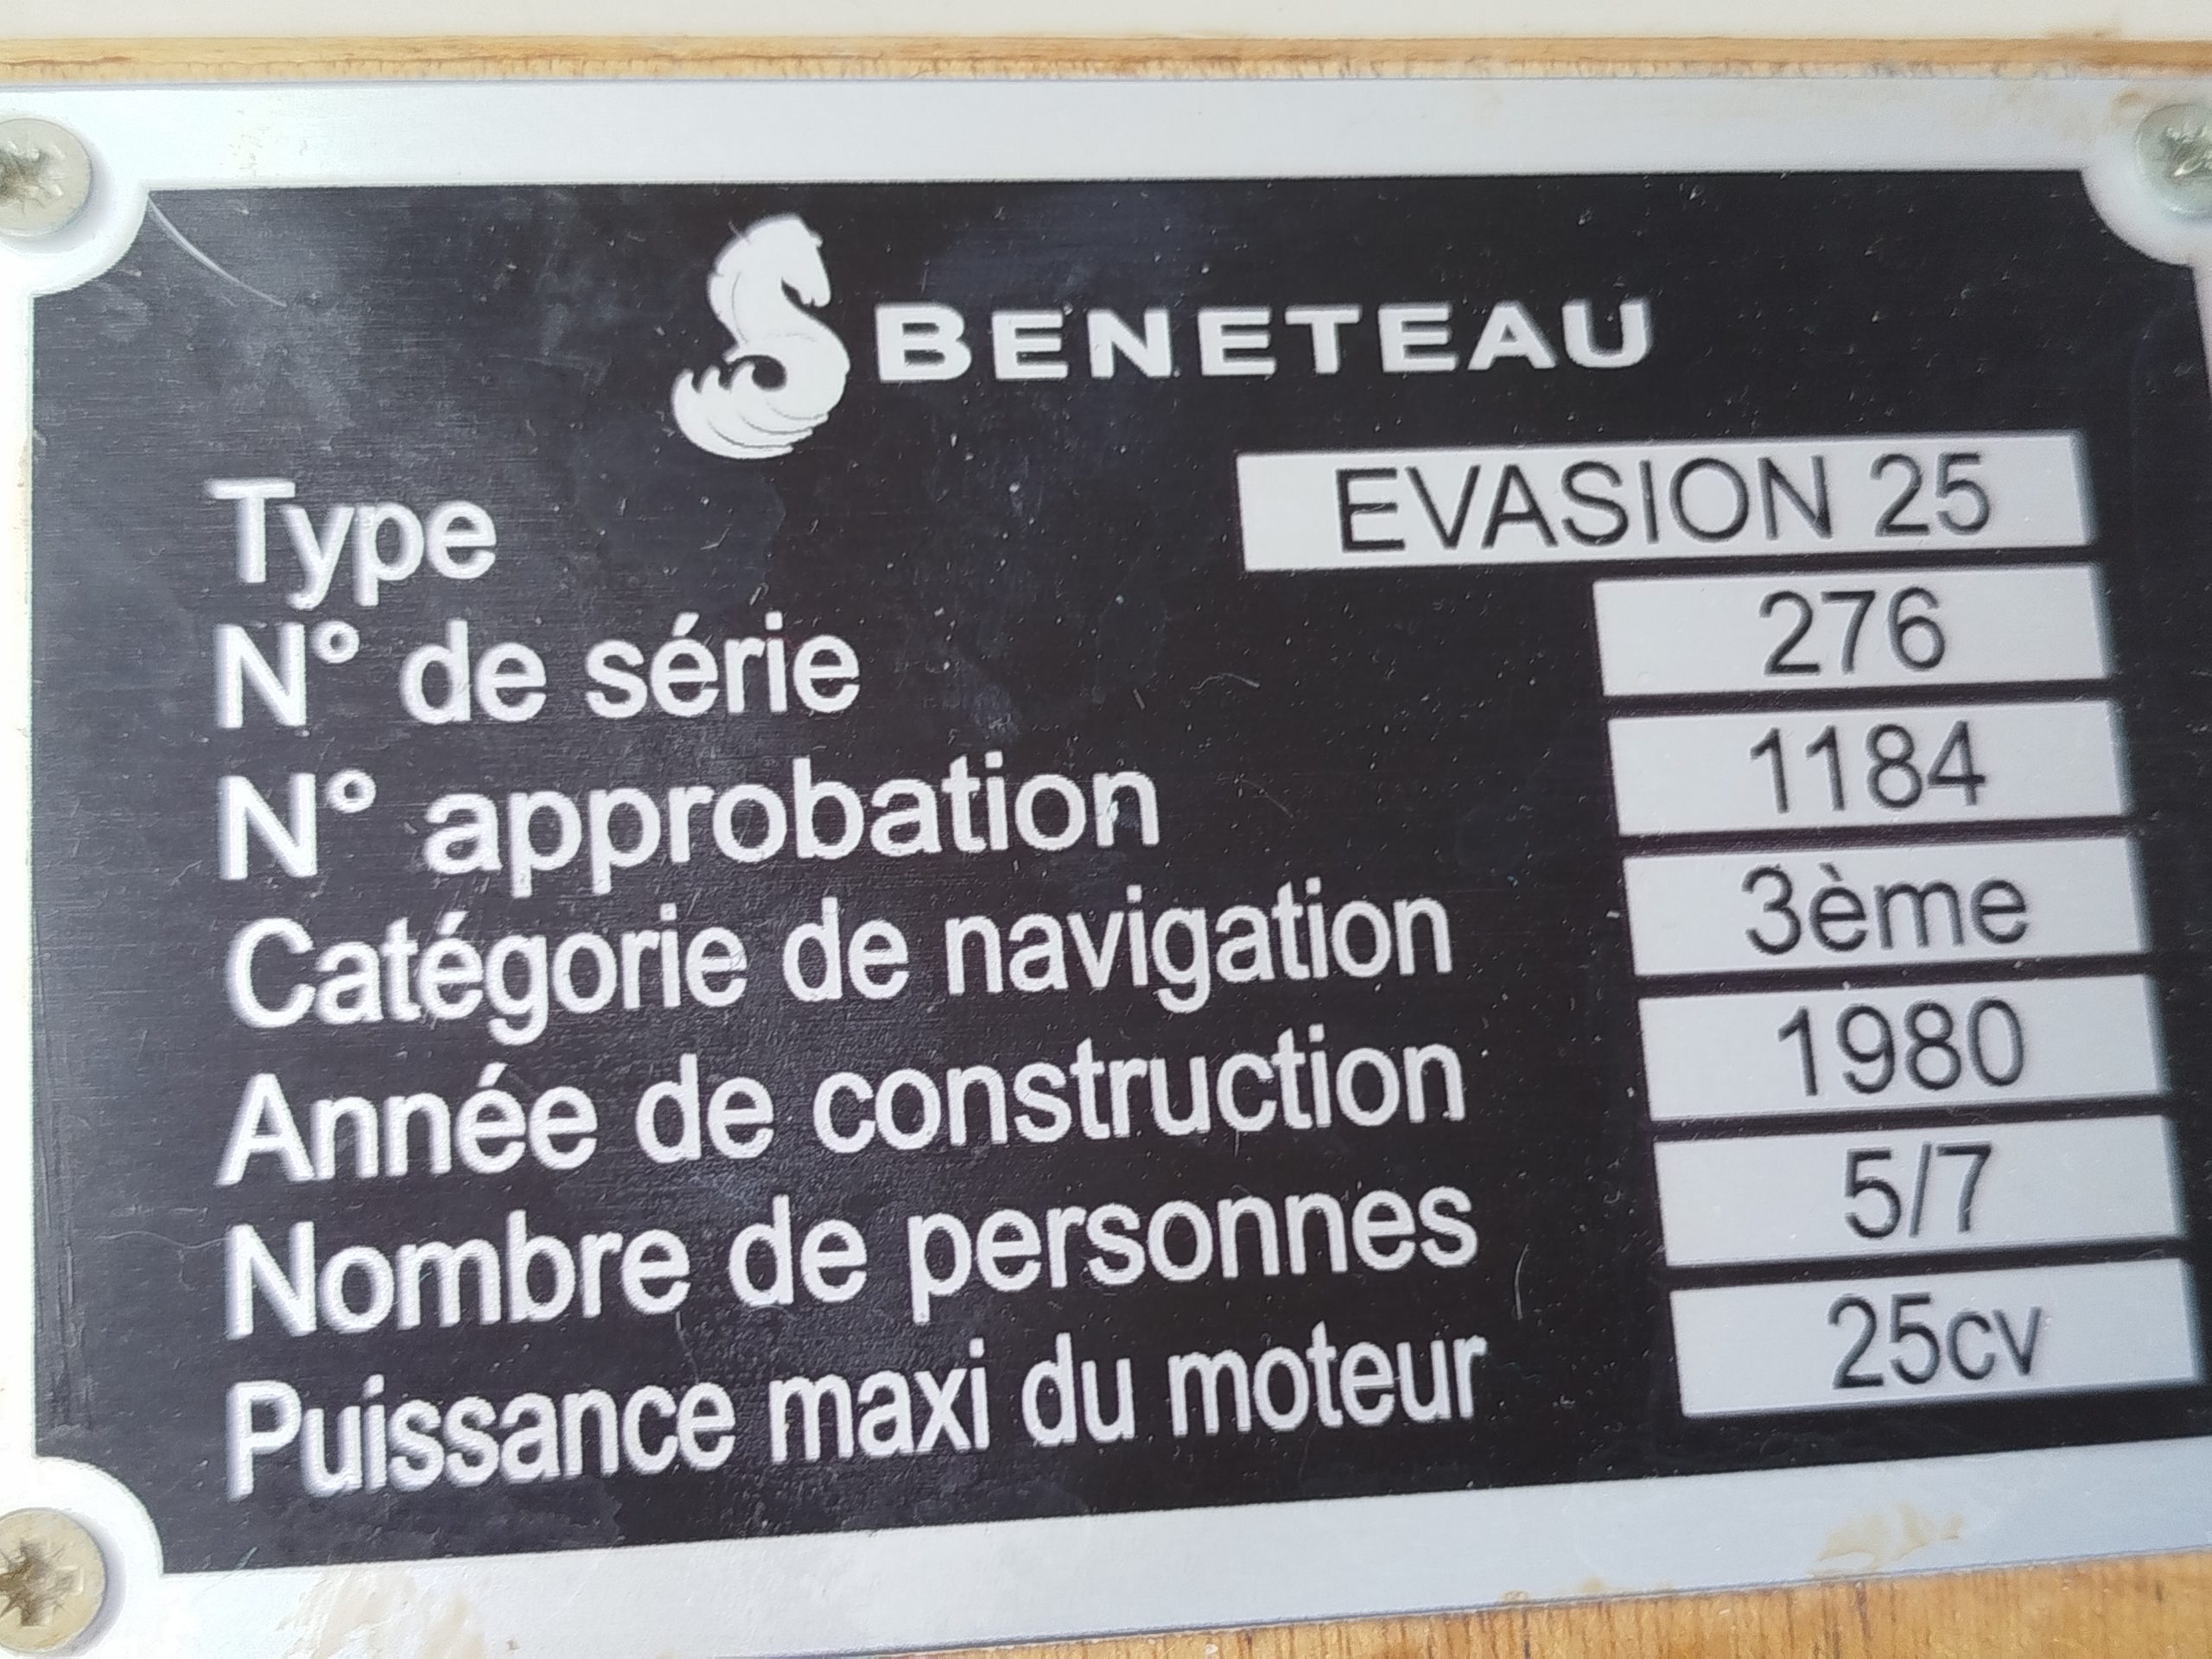 BENETEAU
Type EVASION 25
N° de série 276
N° approbation 1184
Catégorie de navigation 3ème
Année de construction 1980
Nombre de personnes 5/7
Puissance maxi du moteur 25cv